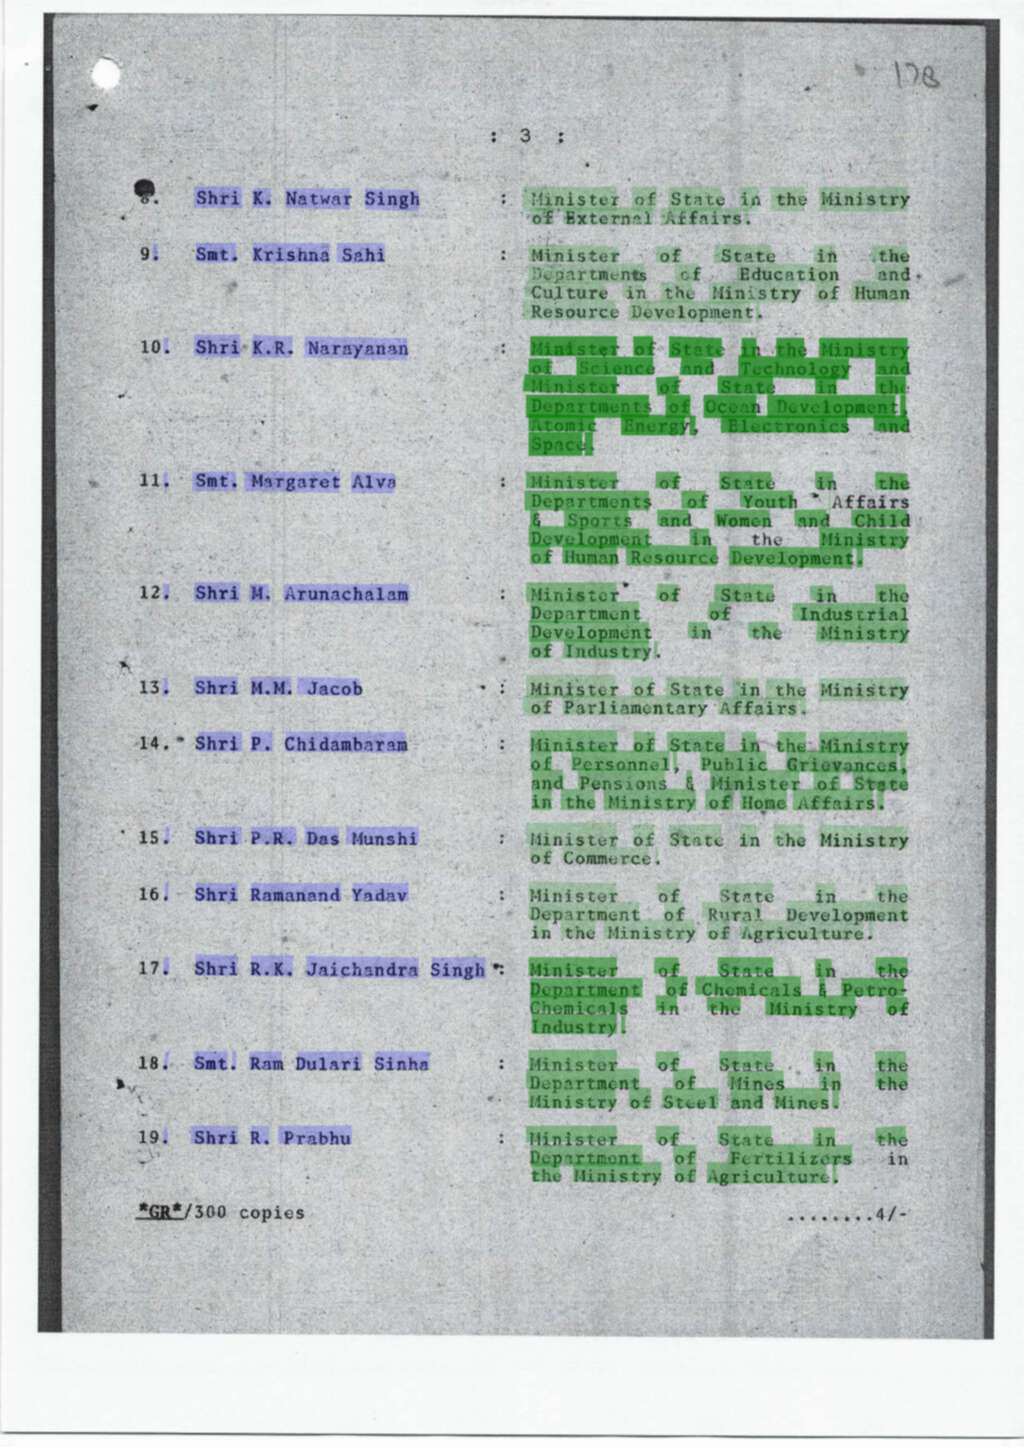 178
: 3 :
8. Shri K. Natwar Singh : Minister of State in the Ministry
of External Affairs.
9. Smt. Krishna Sahi : Minister of State in the
Departments of Education and
Culture in the Ministry of Human
Resource Development.
10. Shri K.R. Narayanan : Minister of State in the Ministry
of Science and Technology and
Minister of State in the
Departments of Ocean Development,
Atomic Energy, Electronics and
Space.
11. Smt. Margaret Alva : Minister of State in the
Departments of Youth Affairs
& Sports and Women and Child
Development in the Ministry
of Human Resource Development.
12. Shri M. Arunachalam : Minister of State in the
Department of Industrial
Development in the Ministry
of Industry.
13. Shri M.M. Jacob : Minister of State in the Ministry
of Parliamentary Affairs.
14. Shri P. Chidambaram : Minister of State in the Ministry
of Personnel, Public Grievances,
and Pensions & Minister of State
in the Ministry of Home Affairs.
15. Shri P.R. Das Munshi : Minister of State in the Ministry
of Commerce.
16. Shri Ramanand Yadav : Minister of State in the
Department of Rural Development
in the Ministry of Agriculture.
17. Shri R.K. Jaichandra Singh : Minister of State in the
Department of Chemicals & Petro-
Chemicals in the Ministry of
Industry.
18. Smt. Ram Dulari Sinha : Minister of State in the
Department of Mines in the
Ministry of Steel and Mines.
19. Shri R. Prabhu : Minister of State in the
Department of Fertilizers in
the Ministry of Agriculture.
*GR*/300 copies ........4/-